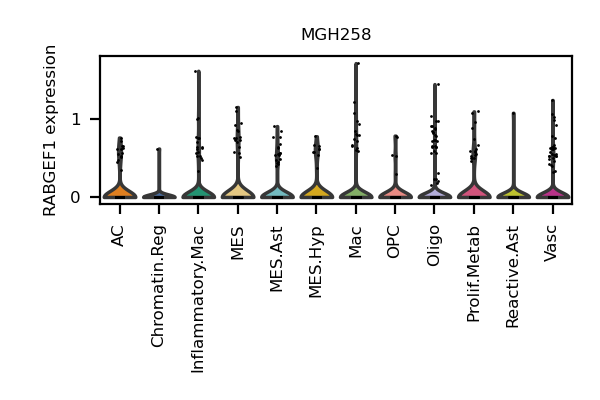 MGH258
RABGEF1 expression
1
0
AC
Chromatin.Reg
Inflammatory.Mac
MES
MES.Ast
MES.Hyp
Mac
OPC
Oligo
Prolif.Metab
Reactive.Ast
Vasc